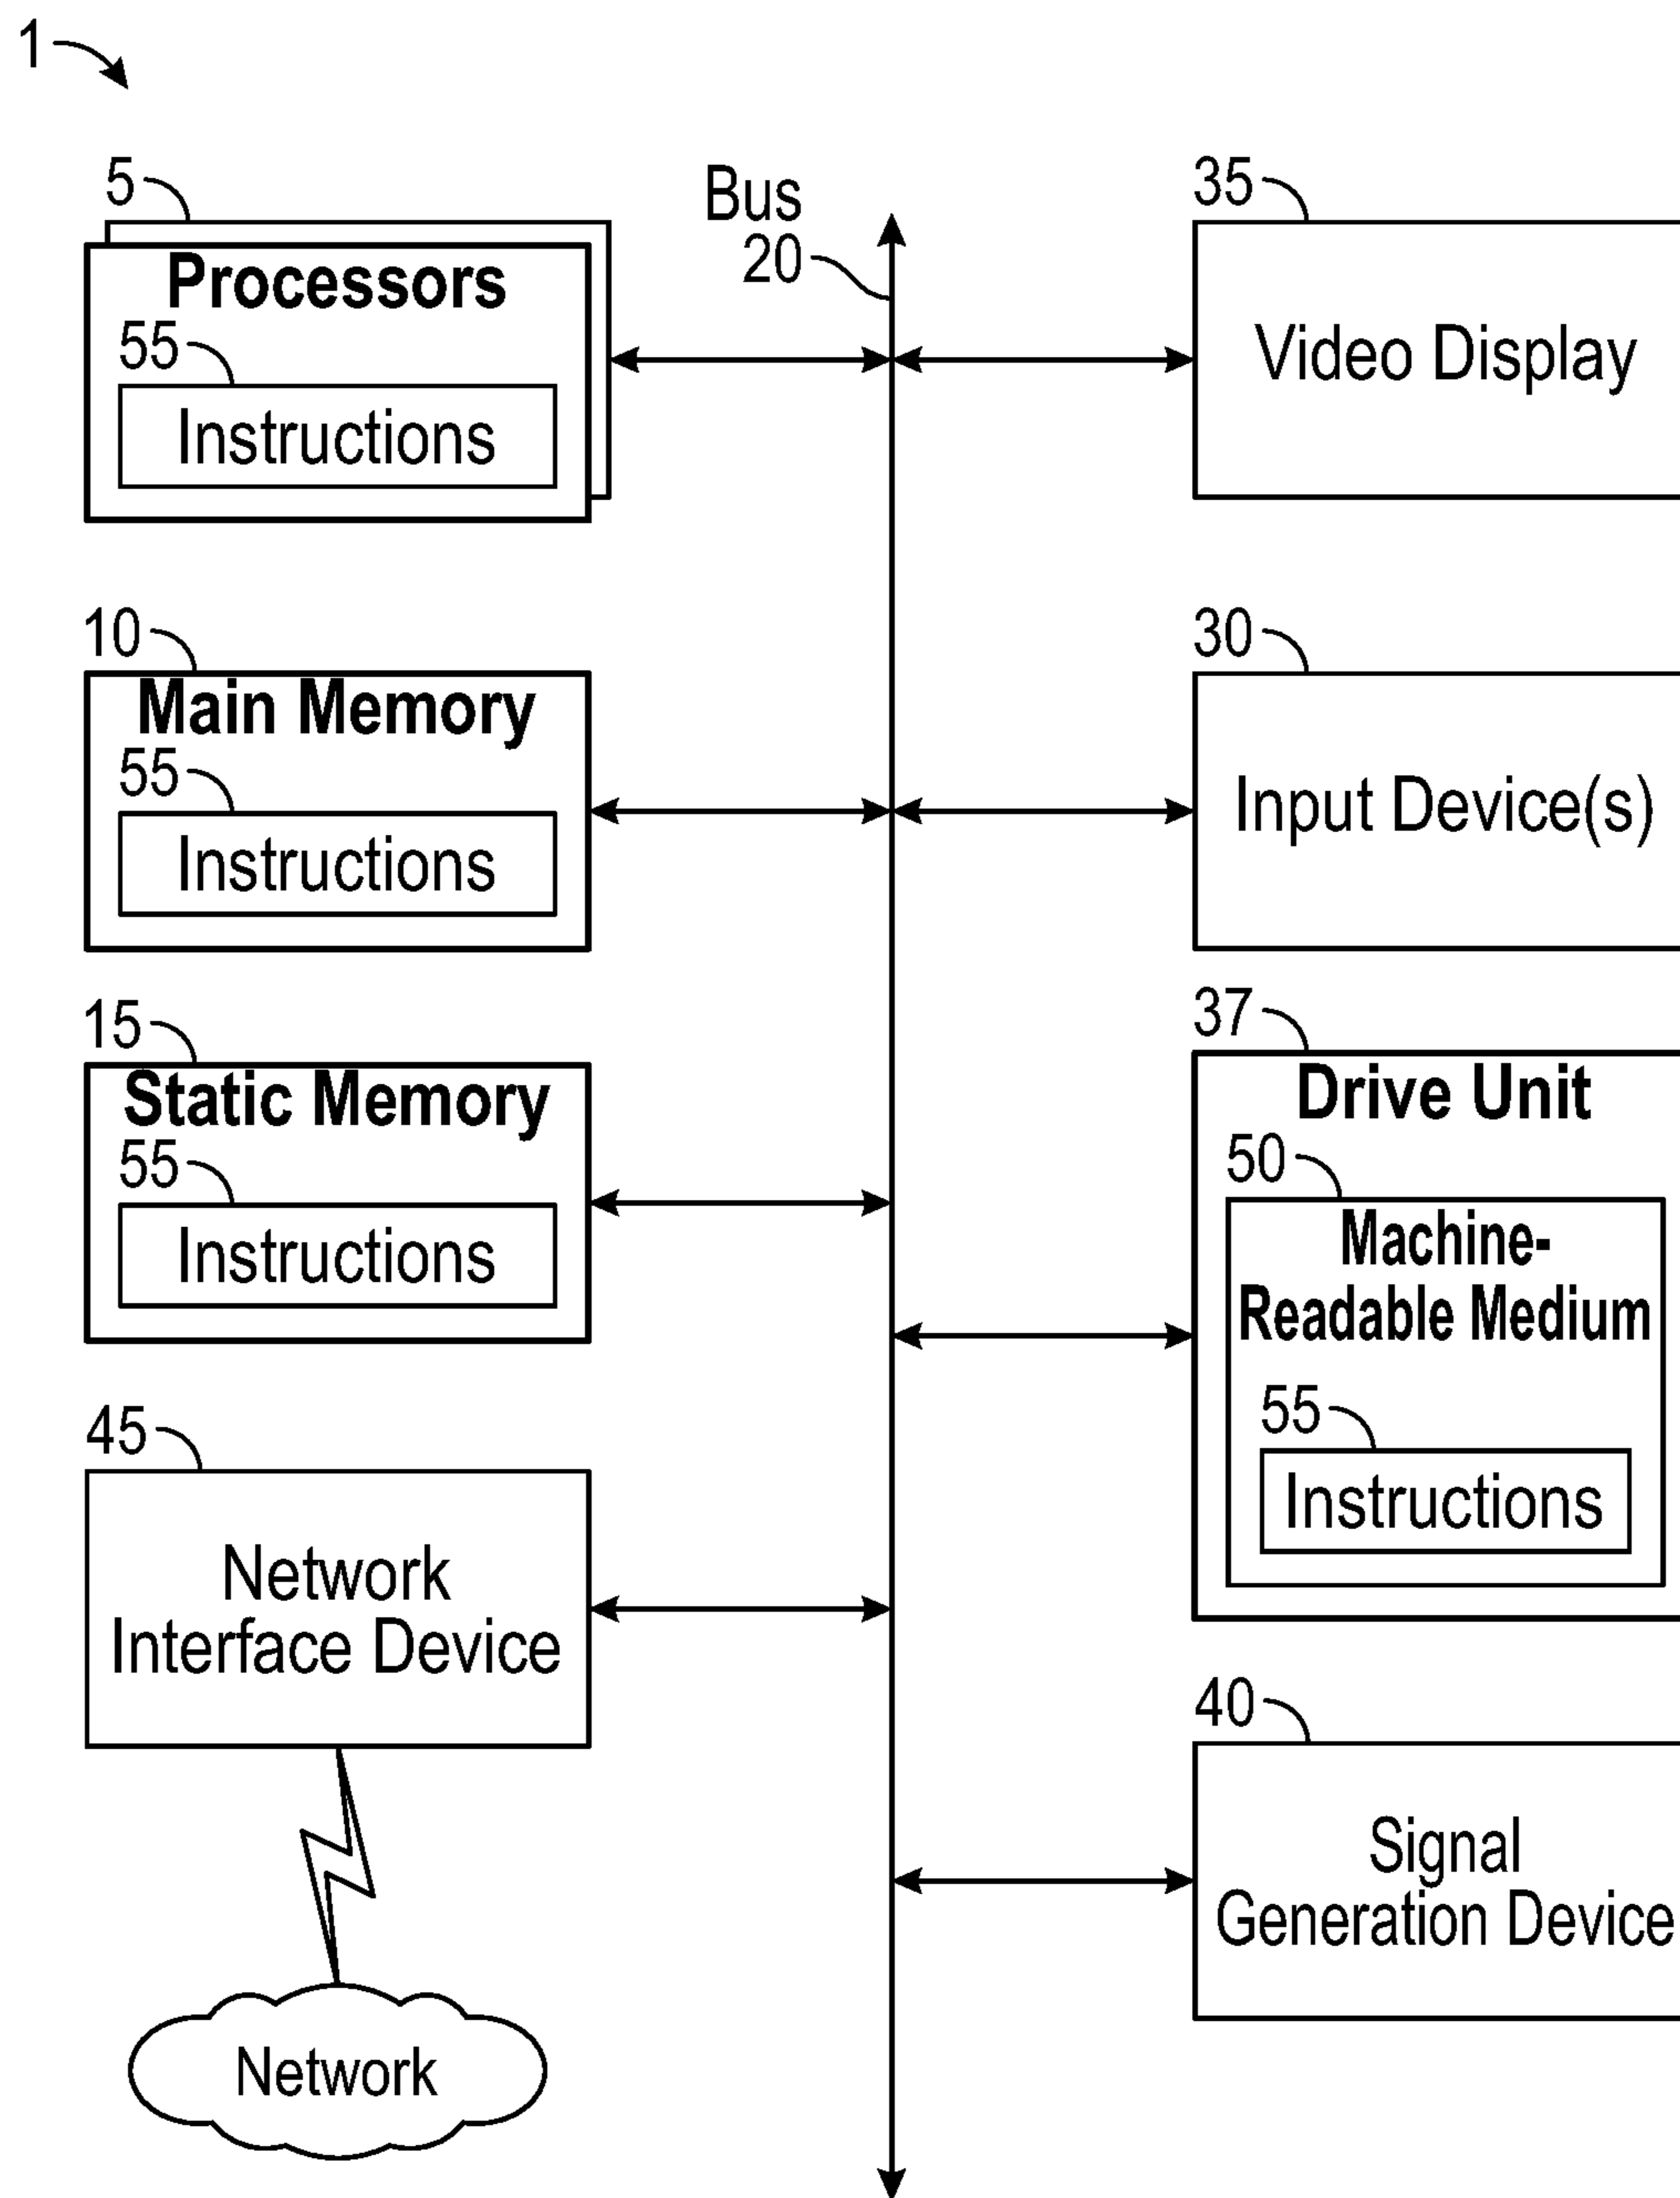 1
5
Processors
55
Instructions
10
Main Memory
55
Instructions
15
Static Memory
55
Instructions
45
Network
Interface Device
Network
Bus
20
35
Video Display
30
Input Device(s)
37
Drive Unit
50
Machine-
Readable Medium
55
Instructions
40
Signal
Generation Device